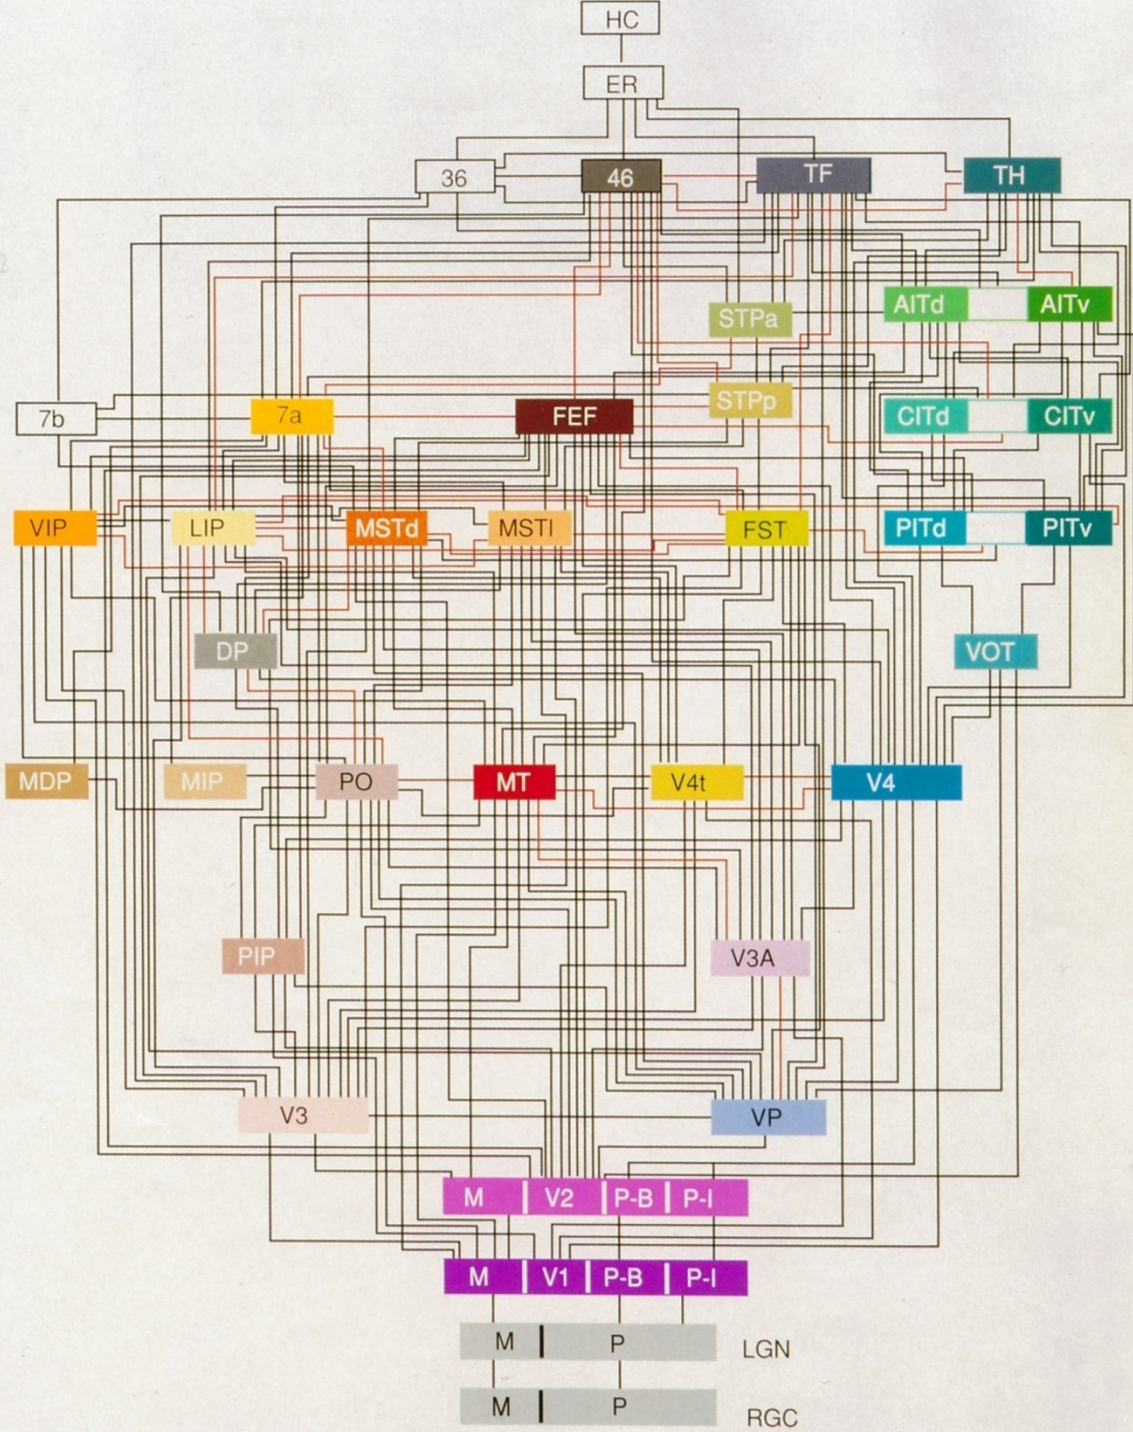 HC
ER
36 46 TF TH
AITd AITv
STPa
STPp
7b 7a FEF CITd CITv
VIP LIP MSTd MSTl FST PITd PITv
DP VOT
MDP MIP PO MT V4t V4
PIP V3A
V3 VP
M V2 P-B P-I
M V1 P-B P-I
M P LGN
M P RGC